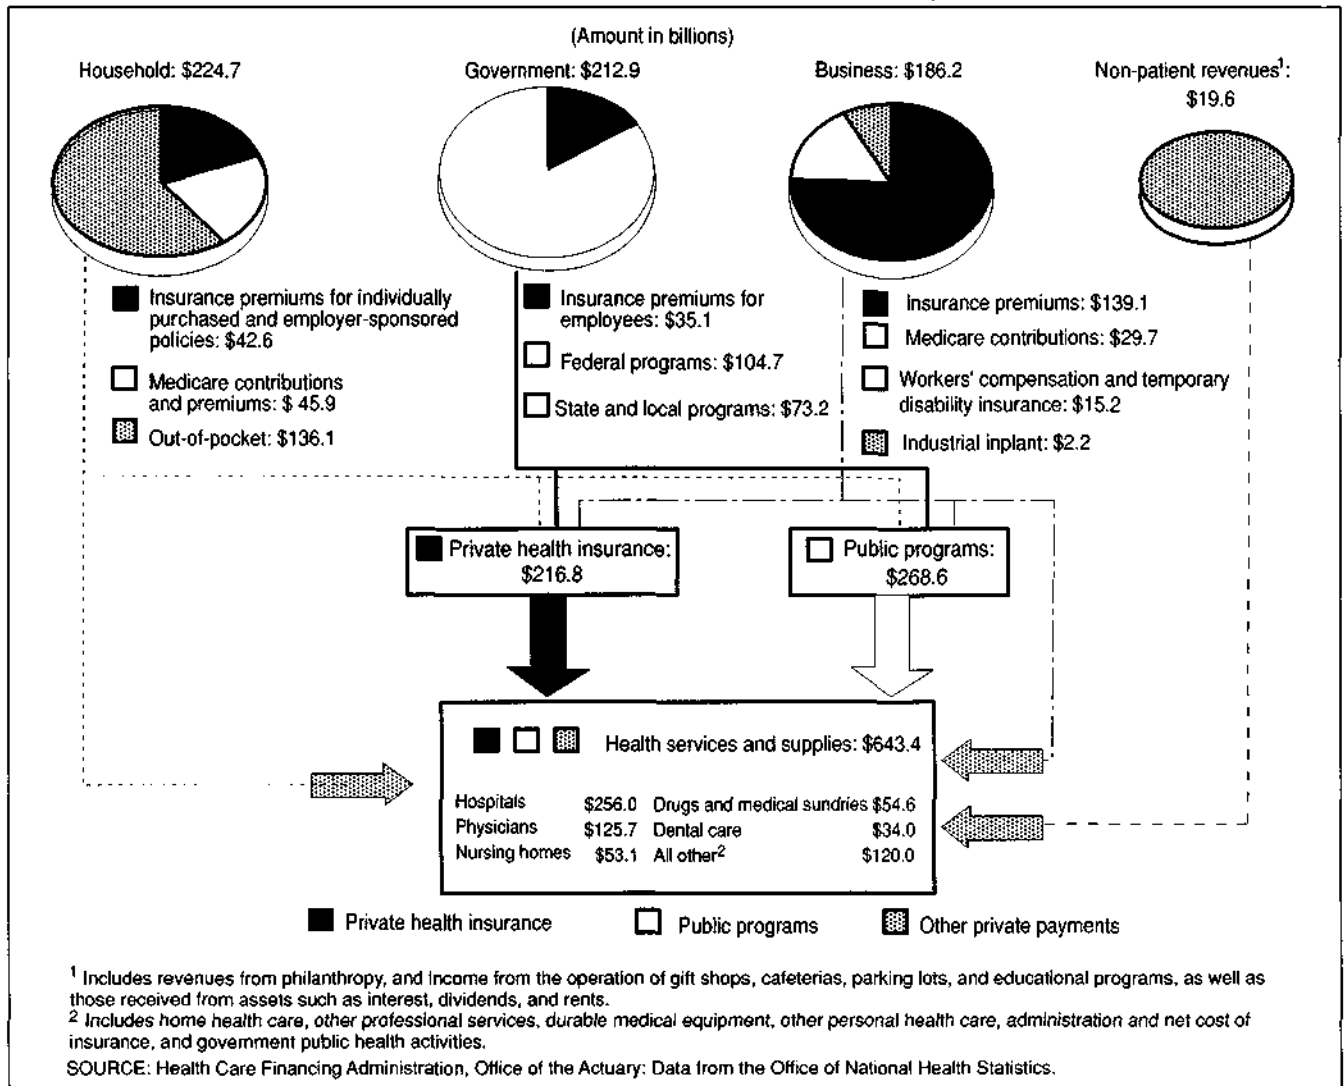 (Amount in billions)
Household: $224.7
Government: $212.9
Business: $186.2
Non-patient revenues¹:
$19.6
Insurance premiums for individually
purchased and employer-sponsored
policies: $42.6
Medicare contributions
and premiums: $ 45.9
Out-of-pocket: $136.1
Insurance premiums for
employees: $35.1
Federal programs: $104.7
State and local programs: $73.2
Insurance premiums: $139.1
Medicare contributions: $29.7
Workers' compensation and temporary
disability insurance: $15.2
Industrial inplant: $2.2
Private health insurance:
$216.8
Public programs:
$268.6
Health services and supplies: $643.4
Hospitals $256.0 Drugs and medical sundries $54.6
Physicians $125.7 Dental care $34.0
Nursing homes $53.1 All other² $120.0
Private health insurance Public programs Other private payments
¹ Includes revenues from philanthropy, and income from the operation of gift shops, cafeterias, parking lots, and educational programs, as well as
those received from assets such as interest, dividends, and rents.
² Includes home health care, other professional services, durable medical equipment, other personal health care, administration and net cost of
insurance, and government public health activities.
SOURCE: Health Care Financing Administration, Office of the Actuary: Data from the Office of National Health Statistics.